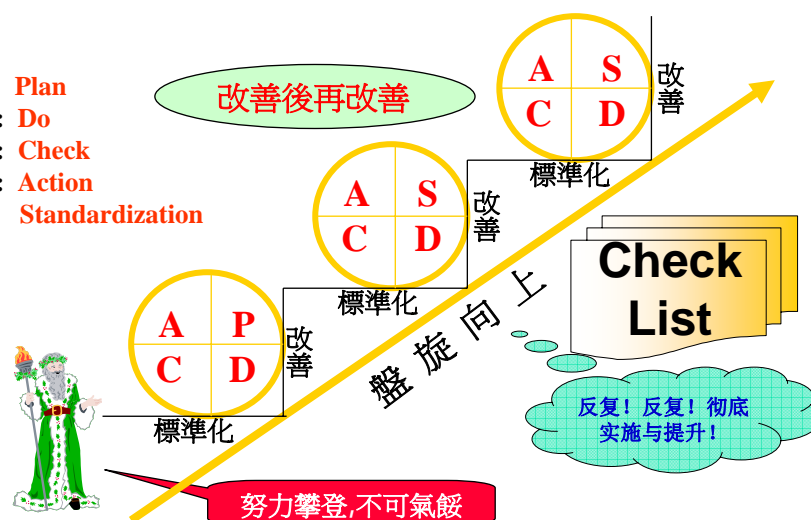 Plan
: Do
: Check
: Action
Standardization
改善後再改善
A S
C D
改善
標準化
A S
C D
改善
標準化
A P
C D
改善
標準化
盤旋向上
Check
List
反复！反复！彻底
实施与提升！
努力攀登,不可氣餒